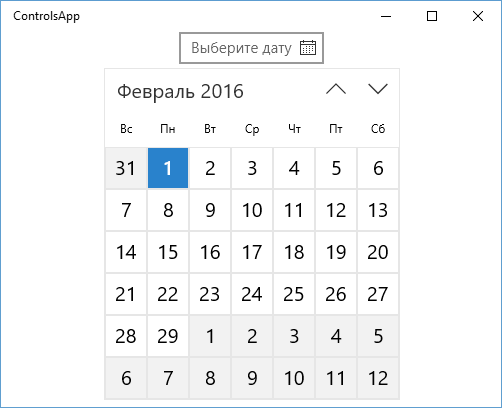 ControlsApp
Выберите дату
Февраль 2016
Вс Пн Вт Ср Чт Пт Сб
31 1 2 3 4 5 6
7 8 9 10 11 12 13
14 15 16 17 18 19 20
21 22 23 24 25 26 27
28 29 1 2 3 4 5
6 7 8 9 10 11 12